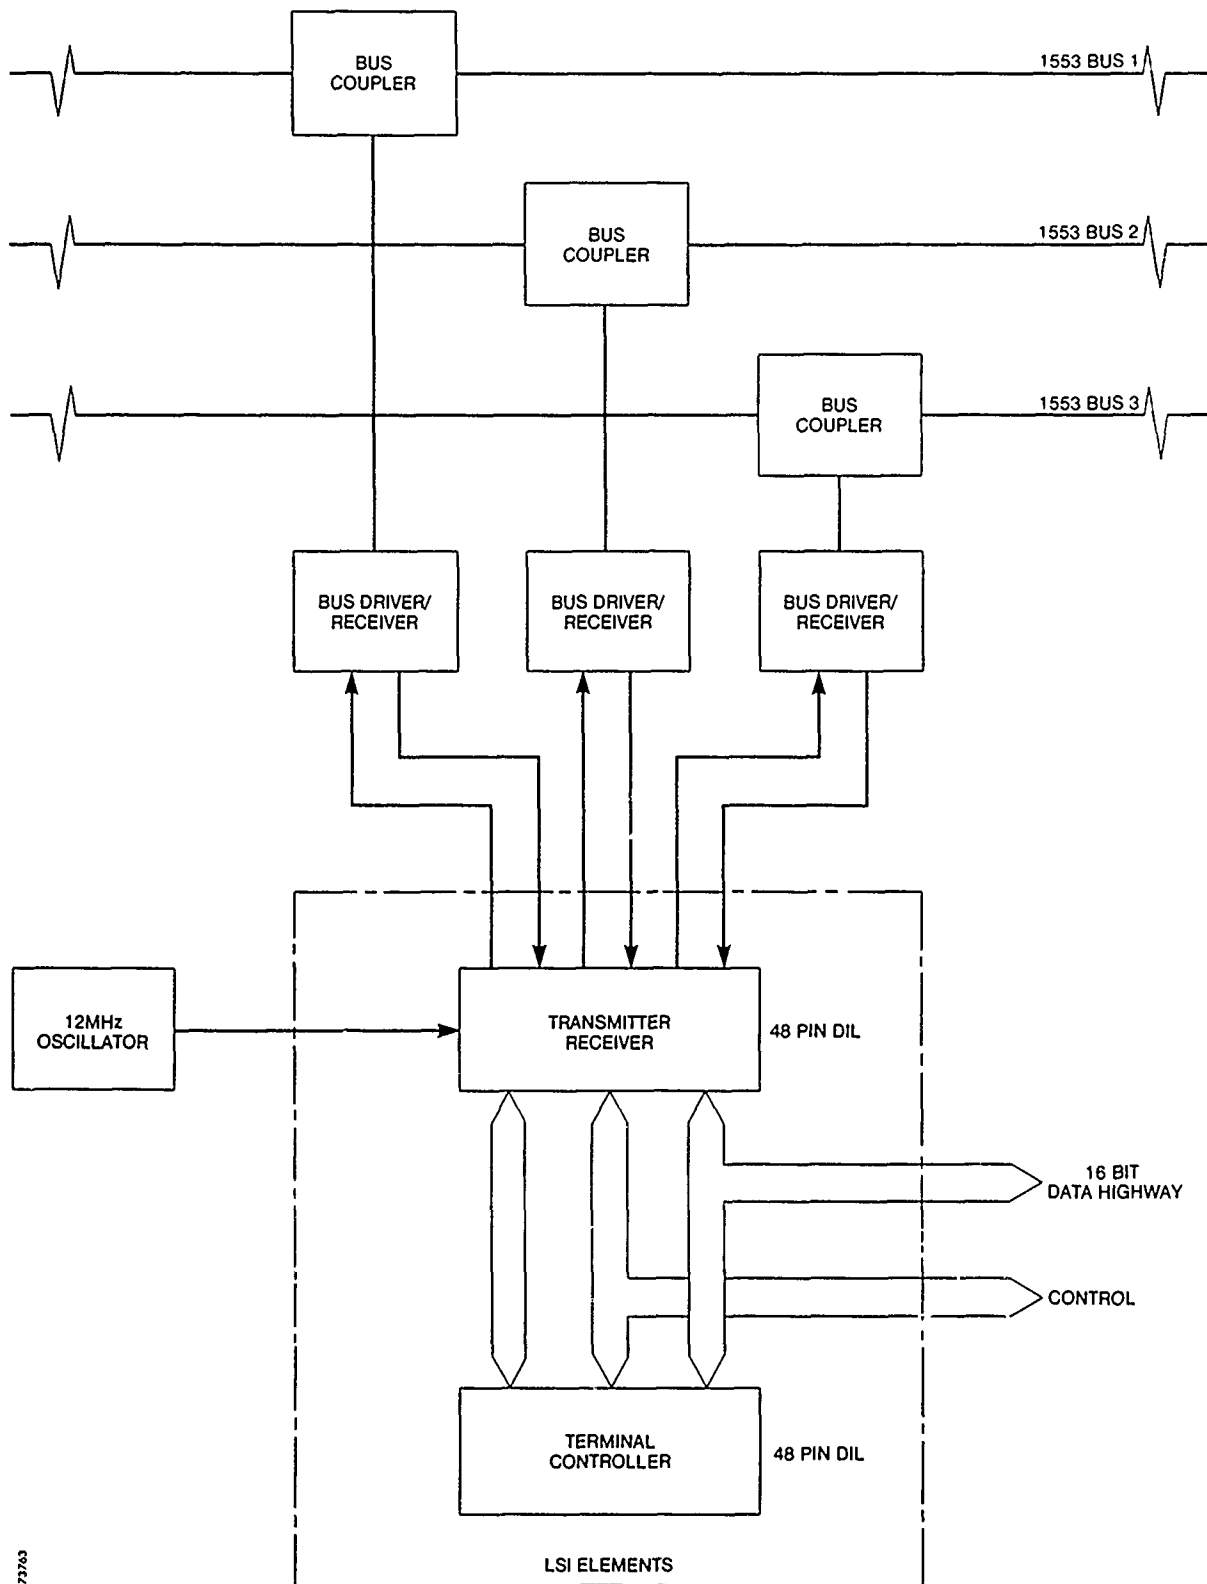 1553 BUS 1
BUS
COUPLER
1553 BUS 2
BUS
COUPLER
1553 BUS 3
BUS
COUPLER
BUS DRIVER/
RECEIVER
BUS DRIVER/
RECEIVER
BUS DRIVER/
RECEIVER
12MHz
OSCILLATOR
TRANSMITTER
RECEIVER
48 PIN DIL
16 BIT
DATA HIGHWAY
CONTROL
TERMINAL
CONTROLLER
48 PIN DIL
LSI ELEMENTS
73763